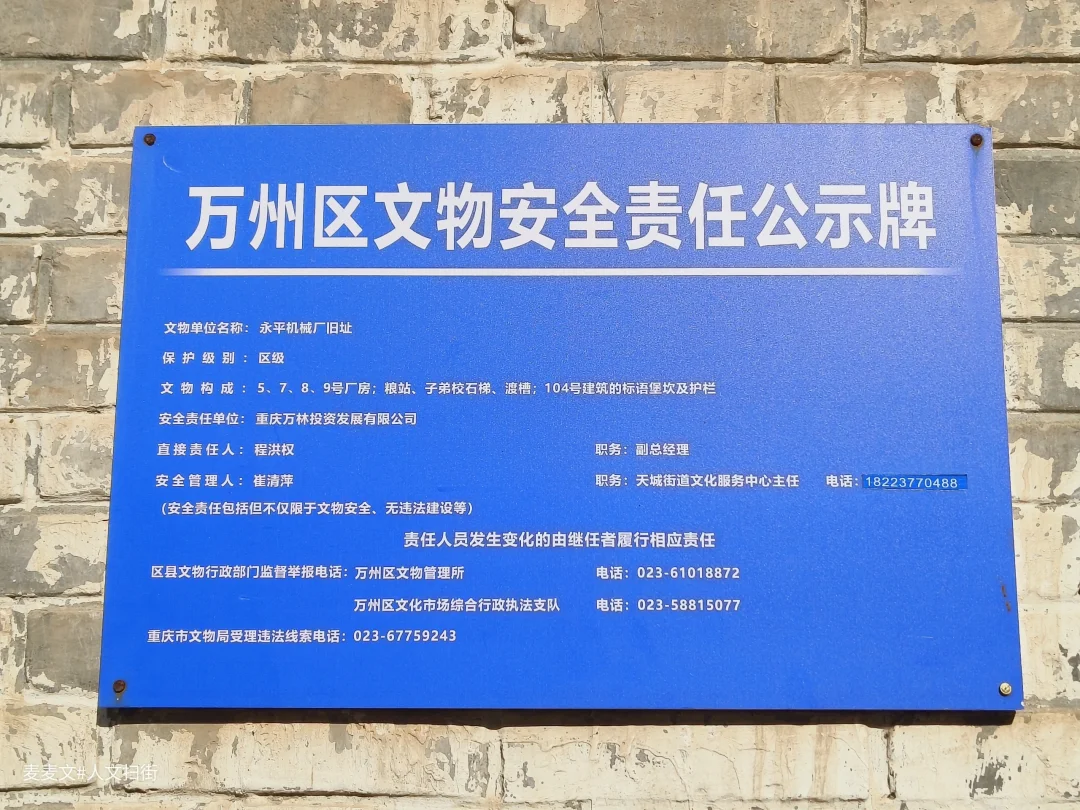 万州区文物安全责任公示牌
文物单位名称：永平机械厂旧址
保护级别：区级
文物构成：5、7、8、9号厂房；粮站、子弟校石梯、渡槽；104号建筑的标语堡坎及护栏
安全责任单位：重庆万林投资发展有限公司
直接责任人：程洪权 职务：副总经理
安全管理人：崔清萍 职务：天城街道文化服务中心主任 电话：18223770488
（安全责任包括但不仅限于文物安全、无违法建设等）
责任人员发生变化的由继任者履行相应责任
区县文物行政部门监督举报电话：万州区文物管理所 电话：023-61018872
万州区文化市场综合行政执法支队 电话：023-58815077
重庆市文物局受理违法线索电话：023-67759243
麦麦文#人文扫街